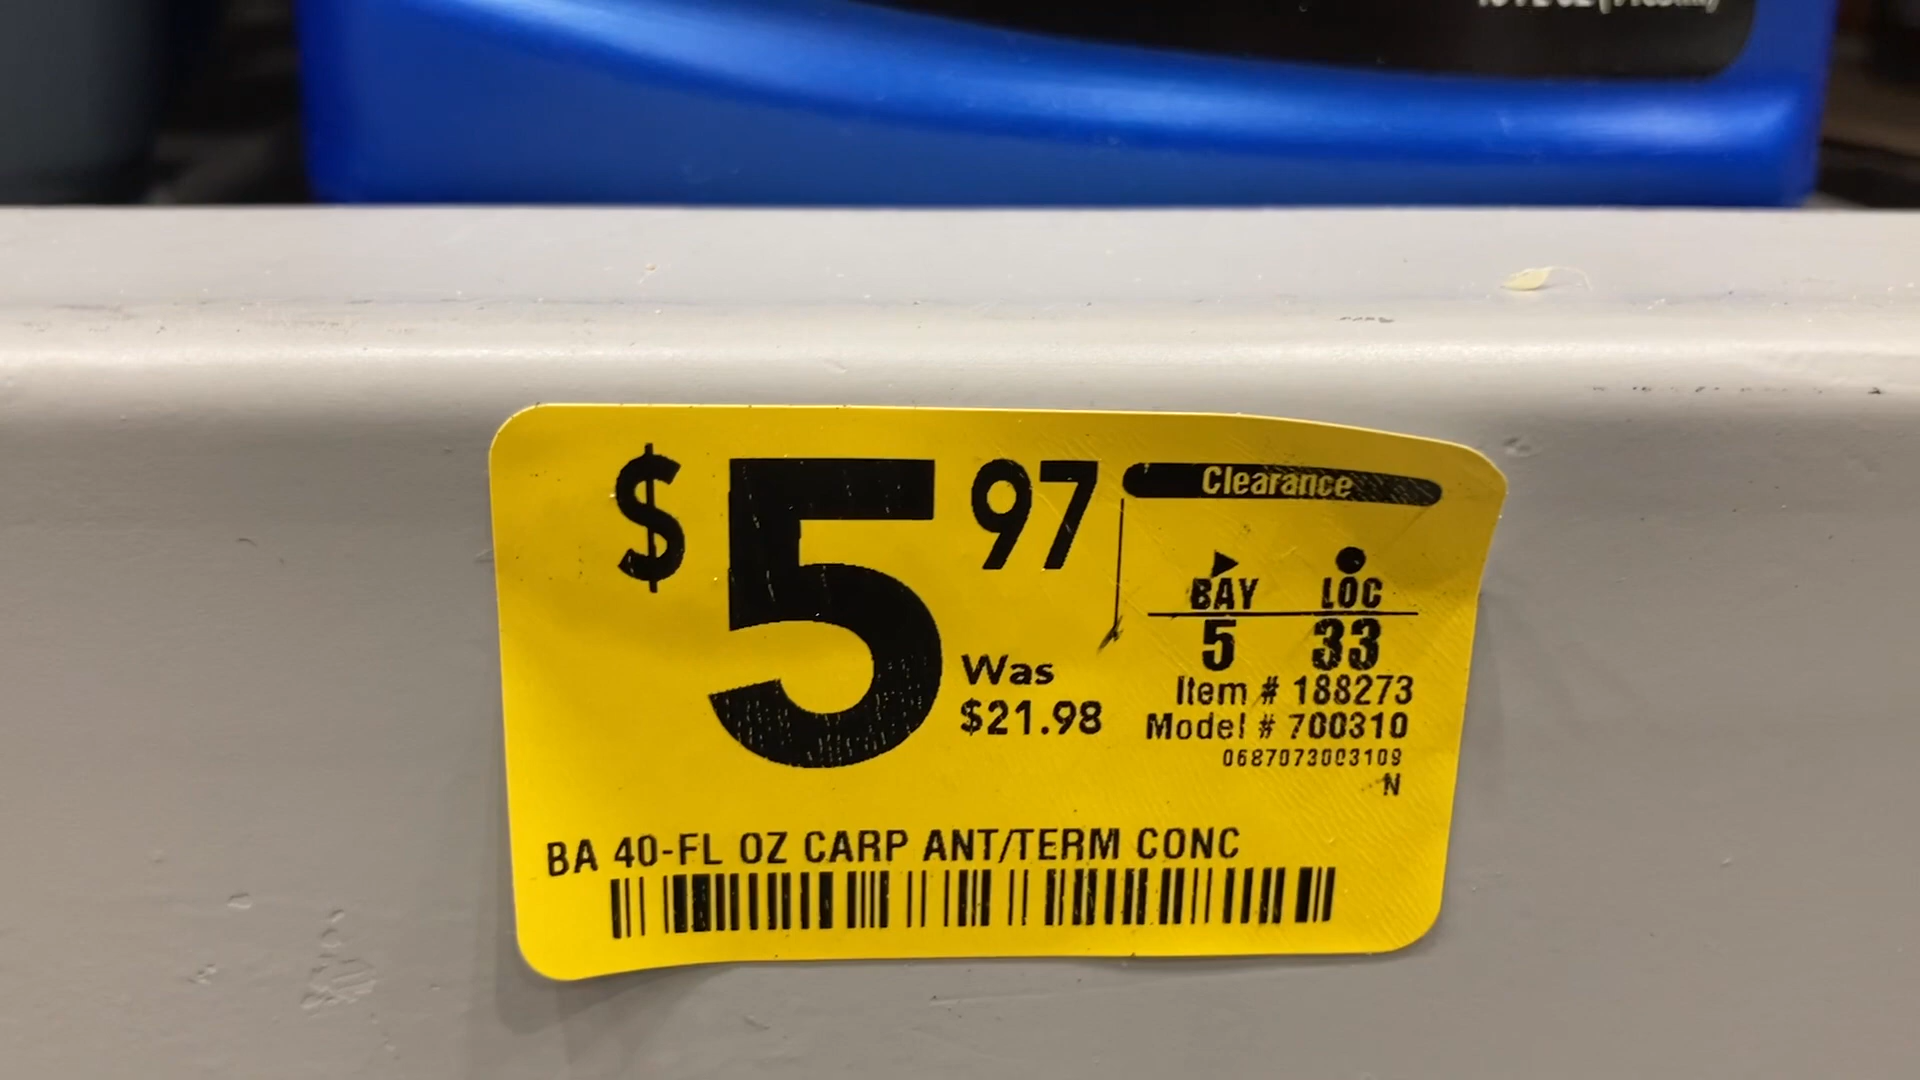 $5.97
Clearance
BAY LOC
5 33
Was
$21.98
Item # 188273
Model # 700310
0687073003109
N
BA 40-FL OZ CARP ANT/TERM CONC